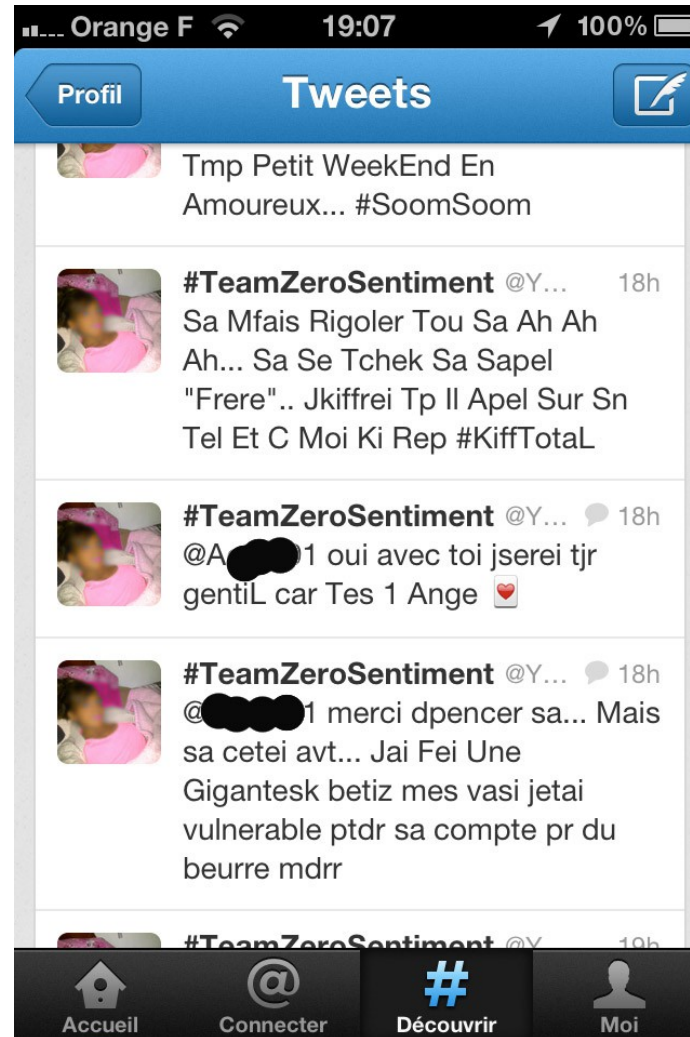 Orange F 19:07 100%
Profil Tweets
Tmp Petit WeekEnd En
Amoureux... #SoomSoom
#TeamZeroSentiment @Y... 18h
Sa Mfais Rigoler Tou Sa Ah Ah
Ah... Sa Se Tchek Sa Sapel
"Frere".. Jkiffrei Tp Il Apel Sur Sn
Tel Et C Moi Ki Rep #KiffTotaL
#TeamZeroSentiment @Y... 18h
@A 1 oui avec toi jserei tjr
gentiL car Tes 1 Ange
#TeamZeroSentiment @Y... 18h
@ 1 merci dpencer sa... Mais
sa cetei avt... Jai Fei Une
Gigantesk betiz mes vasi jetai
vulnerable ptdr sa compte pr du
beurre mdrr
#TeamZeroSentiment @Y 19h
Accueil Connecter Découvrir Moi